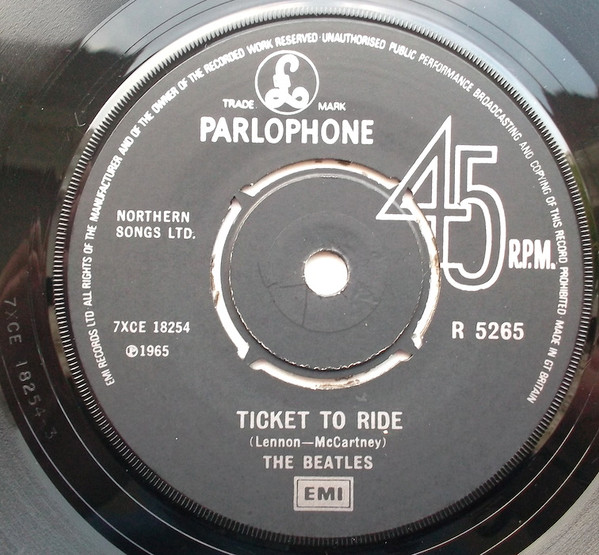 EMI RECORDS LTD ALL RIGHTS OF THE MANUFACTURER AND OF THE OWNER OF THE RECORDED WORK RESERVED·UNAUTHORISED PUBLIC PERFORMANCE BROADCASTING AND COPYING OF THIS RECORD PROHIBITED MADE IN GT BRITAIN
£
TRADE MARK
PARLOPHONE
45 R.P.M.
NORTHERN
SONGS LTD.
7XCE 18254
℗1965
R 5265
TICKET TO RIDE
(Lennon—McCartney)
THE BEATLES
EMI
7XCE 18254-3